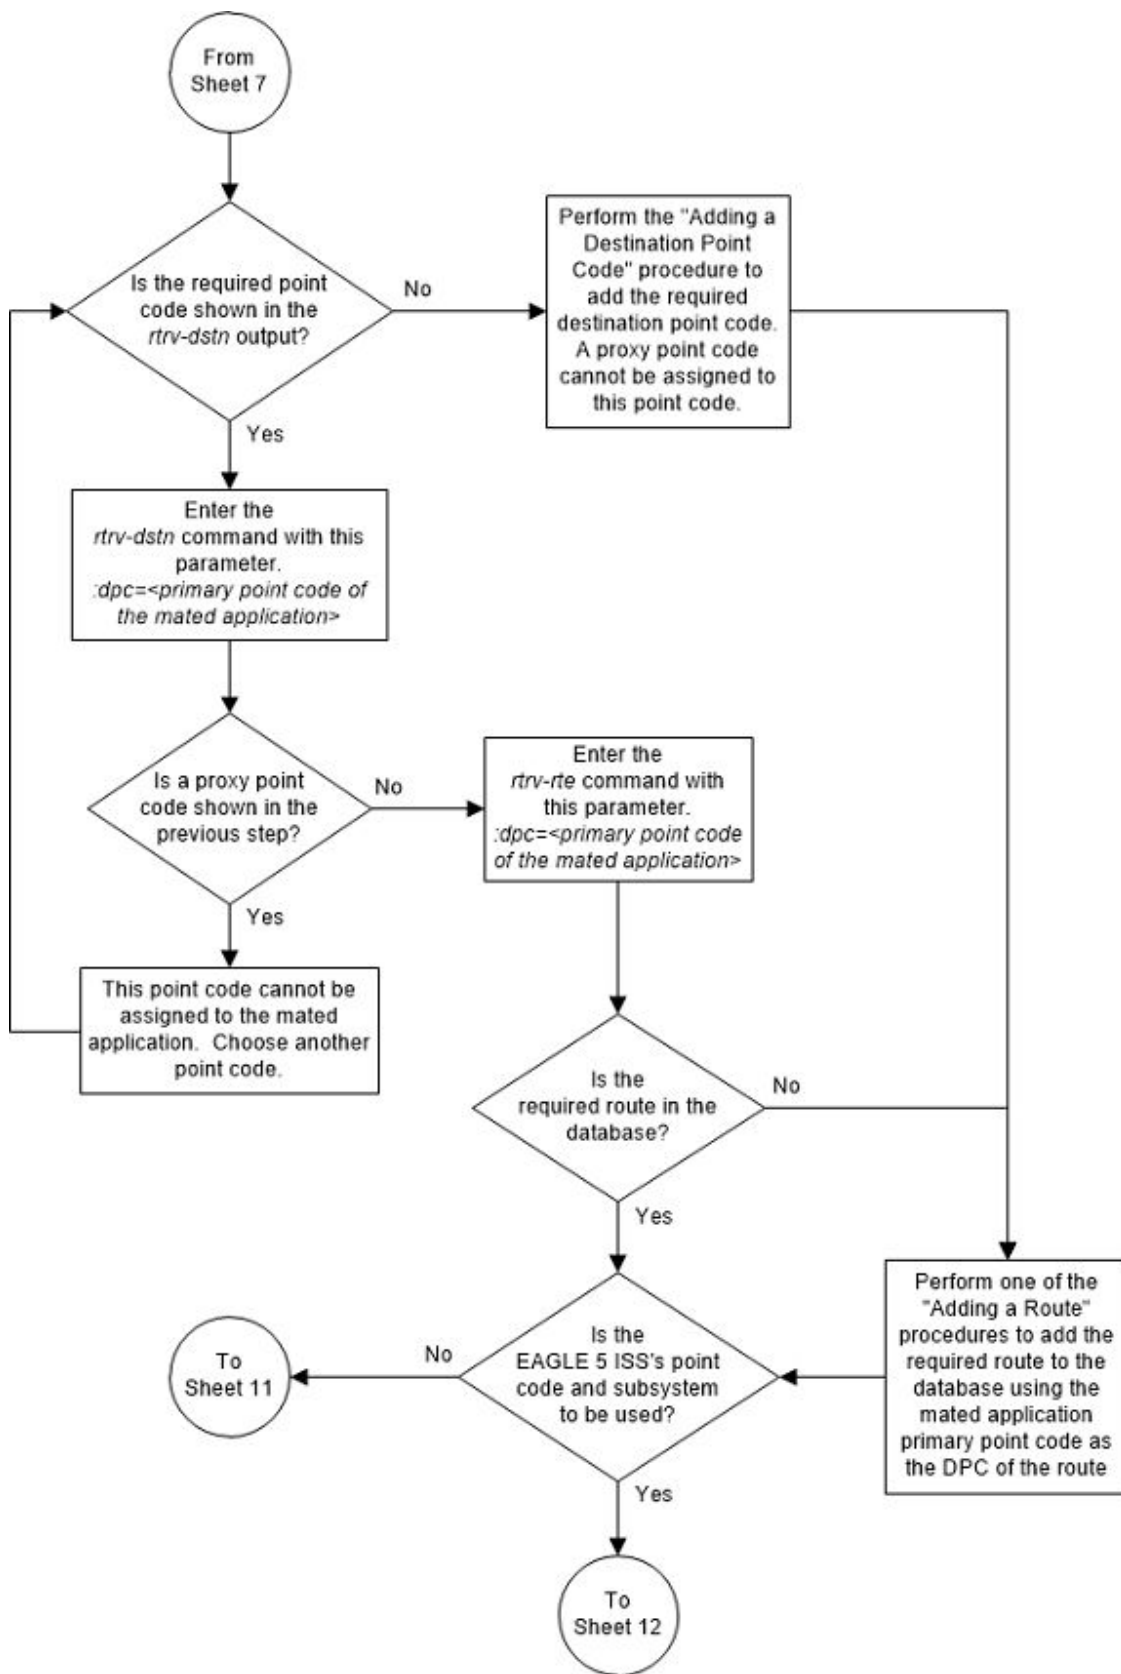 From
Sheet 7
Is the required point
code shown in the
rtrv-dstn output?
No
Perform the "Adding a
Destination Point
Code" procedure to
add the required
destination point code.
A proxy point code
cannot be assigned to
this point code.
Yes
Enter the
rtrv-dstn command with this
parameter.
:dpc=<primary point code of
the mated application>
Is a proxy point
code shown in the
previous step?
No
Enter the
rtrv-rte command with
this parameter.
:dpc=<primary point code
of the mated application>
Yes
This point code cannot be
assigned to the mated
application.  Choose another
point code.
Is the
required route in the
database?
No
Yes
Perform one of the
"Adding a Route"
procedures to add the
required route to the
database using the
mated application
primary point code as
the DPC of the route
Is the
EAGLE 5 ISS's point
code and subsystem
to be used?
No
To
Sheet 11
Yes
To
Sheet 12